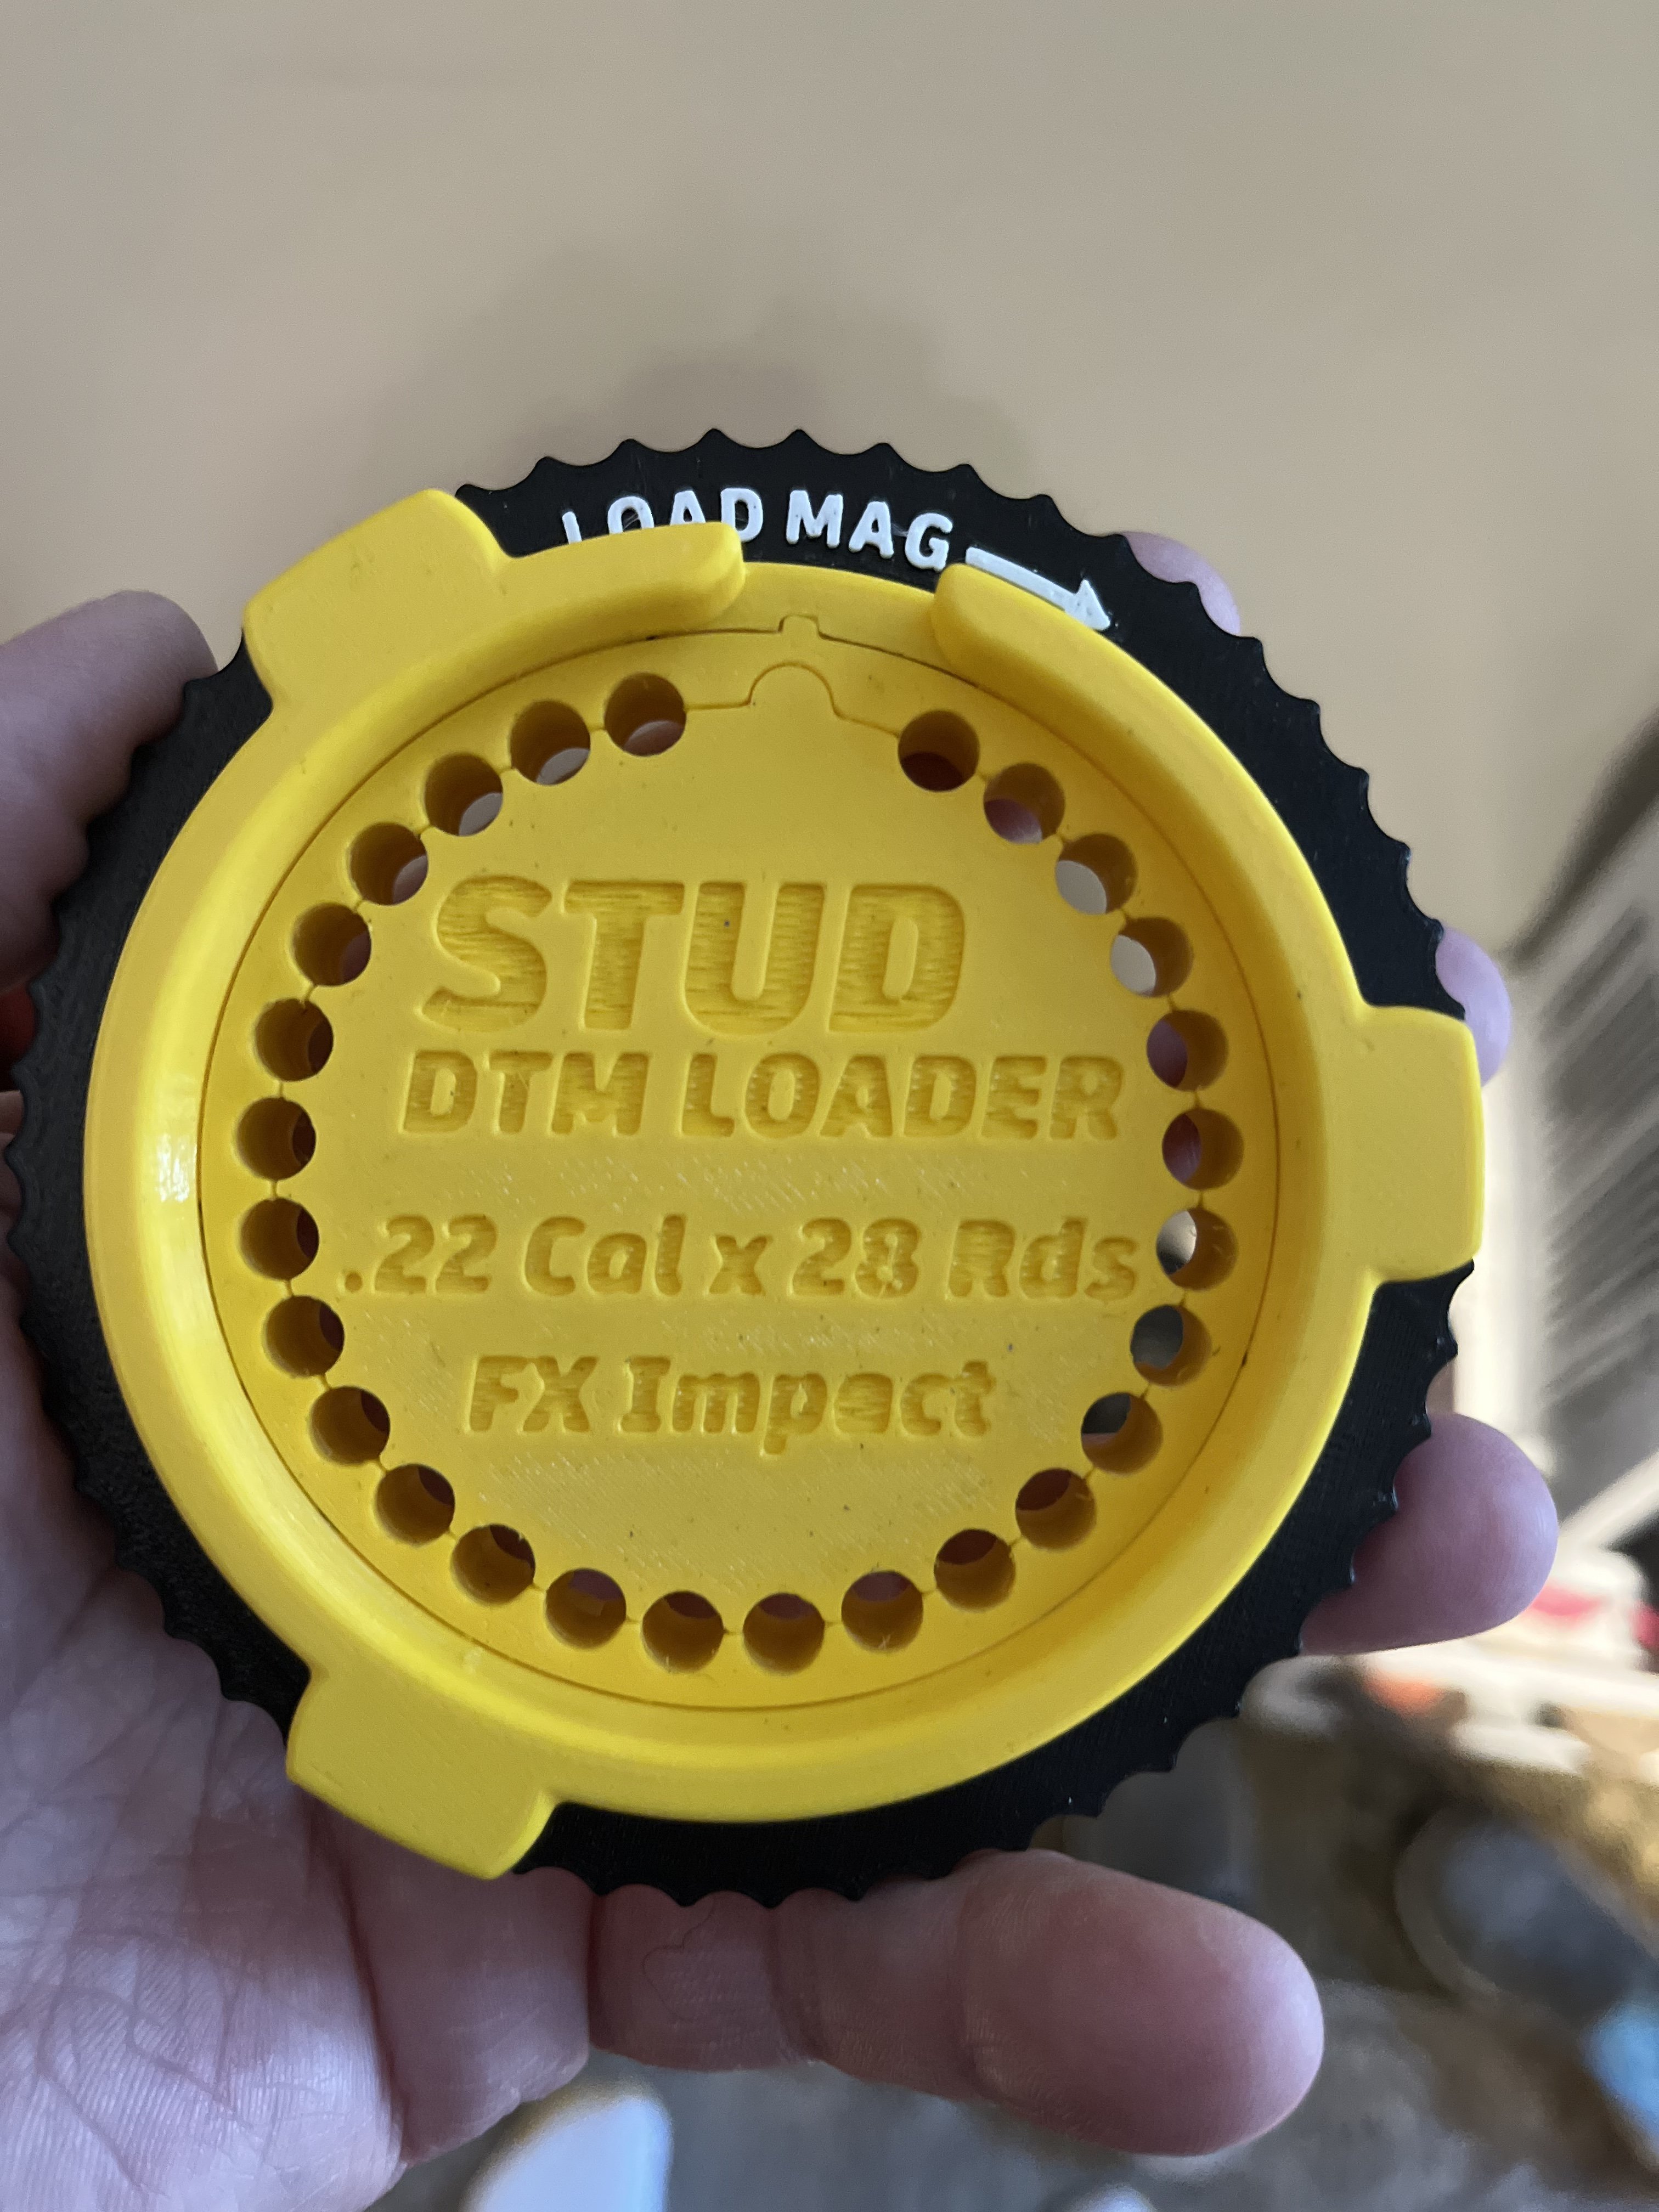 LOAD MAG
STUD
DTM LOADER
.22 Cal x 28 Rds
FX Impact